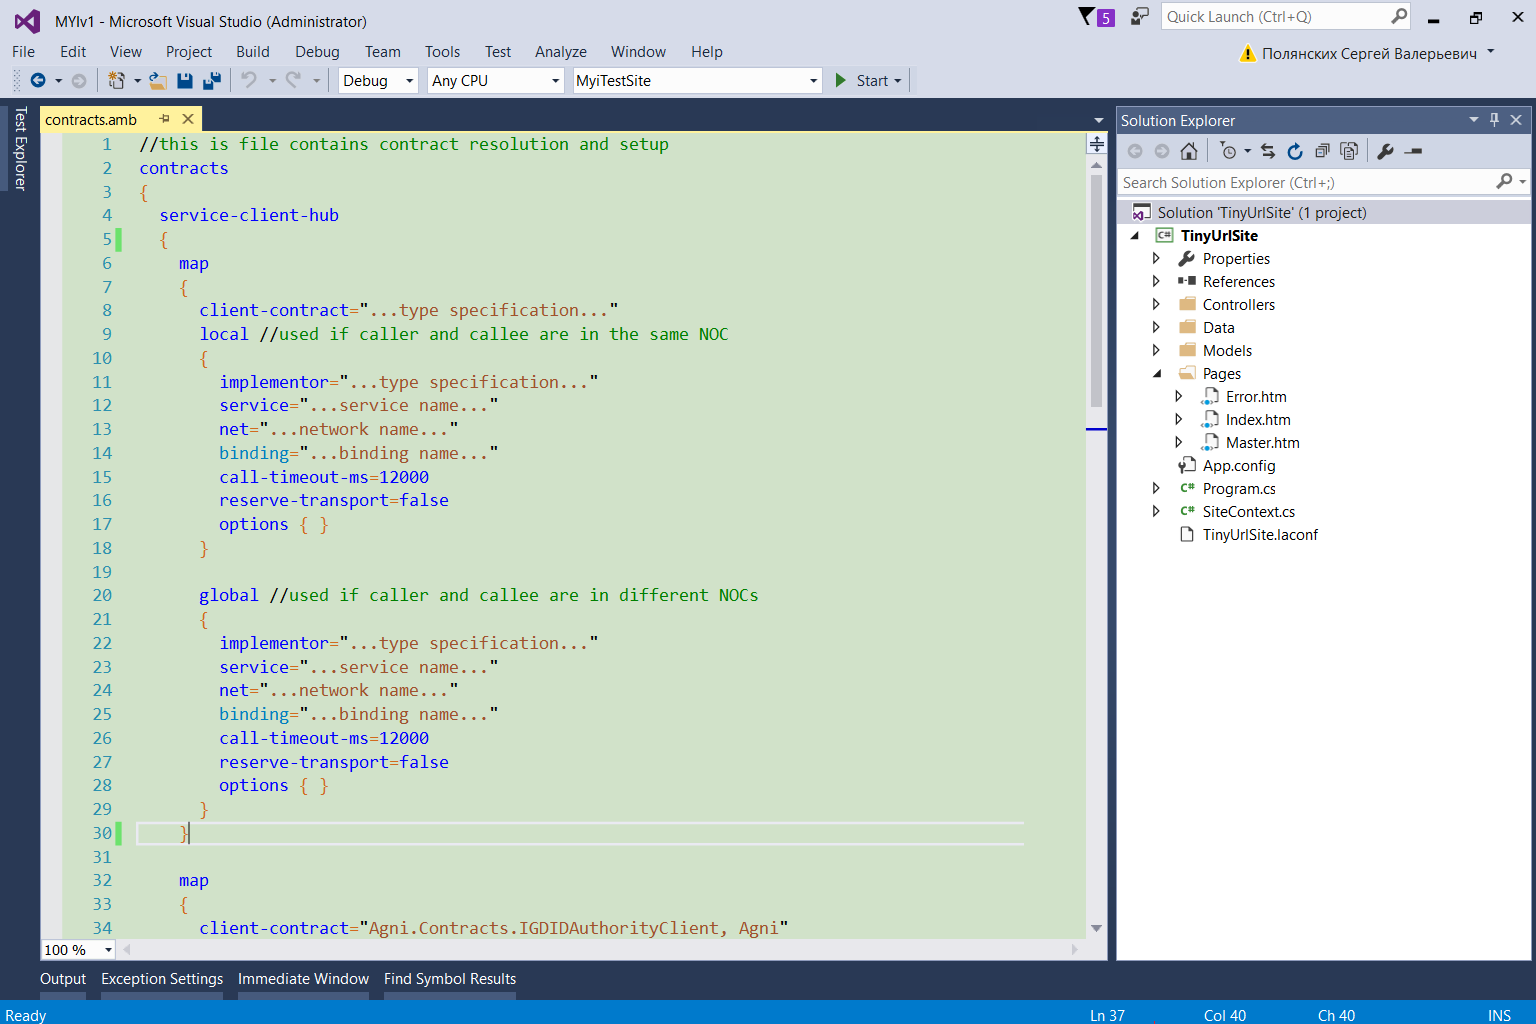 MYIv1 - Microsoft Visual Studio (Administrator)
5
Quick Launch (Ctrl+Q)
File Edit View Project Build Debug Team Tools Test Analyze Window Help
Полянских Сергей Валерьевич
Debug Any CPU MyiTestSite Start
Test Explorer
contracts.amb
1 //this is file contains contract resolution and setup
2 contracts
3 {
4 service-client-hub
5 {
6 map
7 {
8 client-contract="...type specification..."
9 local //used if caller and callee are in the same NOC
10 {
11 implementor="...type specification..."
12 service="...service name..."
13 net="...network name..."
14 binding="...binding name..."
15 call-timeout-ms=12000
16 reserve-transport=false
17 options { }
18 }
19
20 global //used if caller and callee are in different NOCs
21 {
22 implementor="...type specification..."
23 service="...service name..."
24 net="...network name..."
25 binding="...binding name..."
26 call-timeout-ms=12000
27 reserve-transport=false
28 options { }
29 }
30 }
31
32 map
33 {
34 client-contract="Agni.Contracts.IGDIDAuthorityClient, Agni"
100 %
Solution Explorer
Search Solution Explorer (Ctrl+;)
Solution 'TinyUrlSite' (1 project)
C# TinyUrlSite
Properties
References
Controllers
Data
Models
Pages
Error.htm
Index.htm
Master.htm
App.config
C# Program.cs
C# SiteContext.cs
TinyUrlSite.laconf
Output Exception Settings Immediate Window Find Symbol Results
Ready Ln 37 Col 40 Ch 40 INS